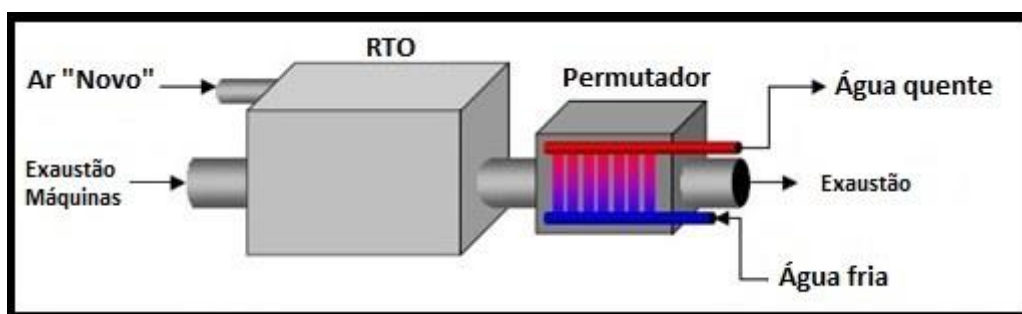 RTO
Ar "Novo"
Permutador
Água quente
Exaustão
Máquinas
Exaustão
Água fria